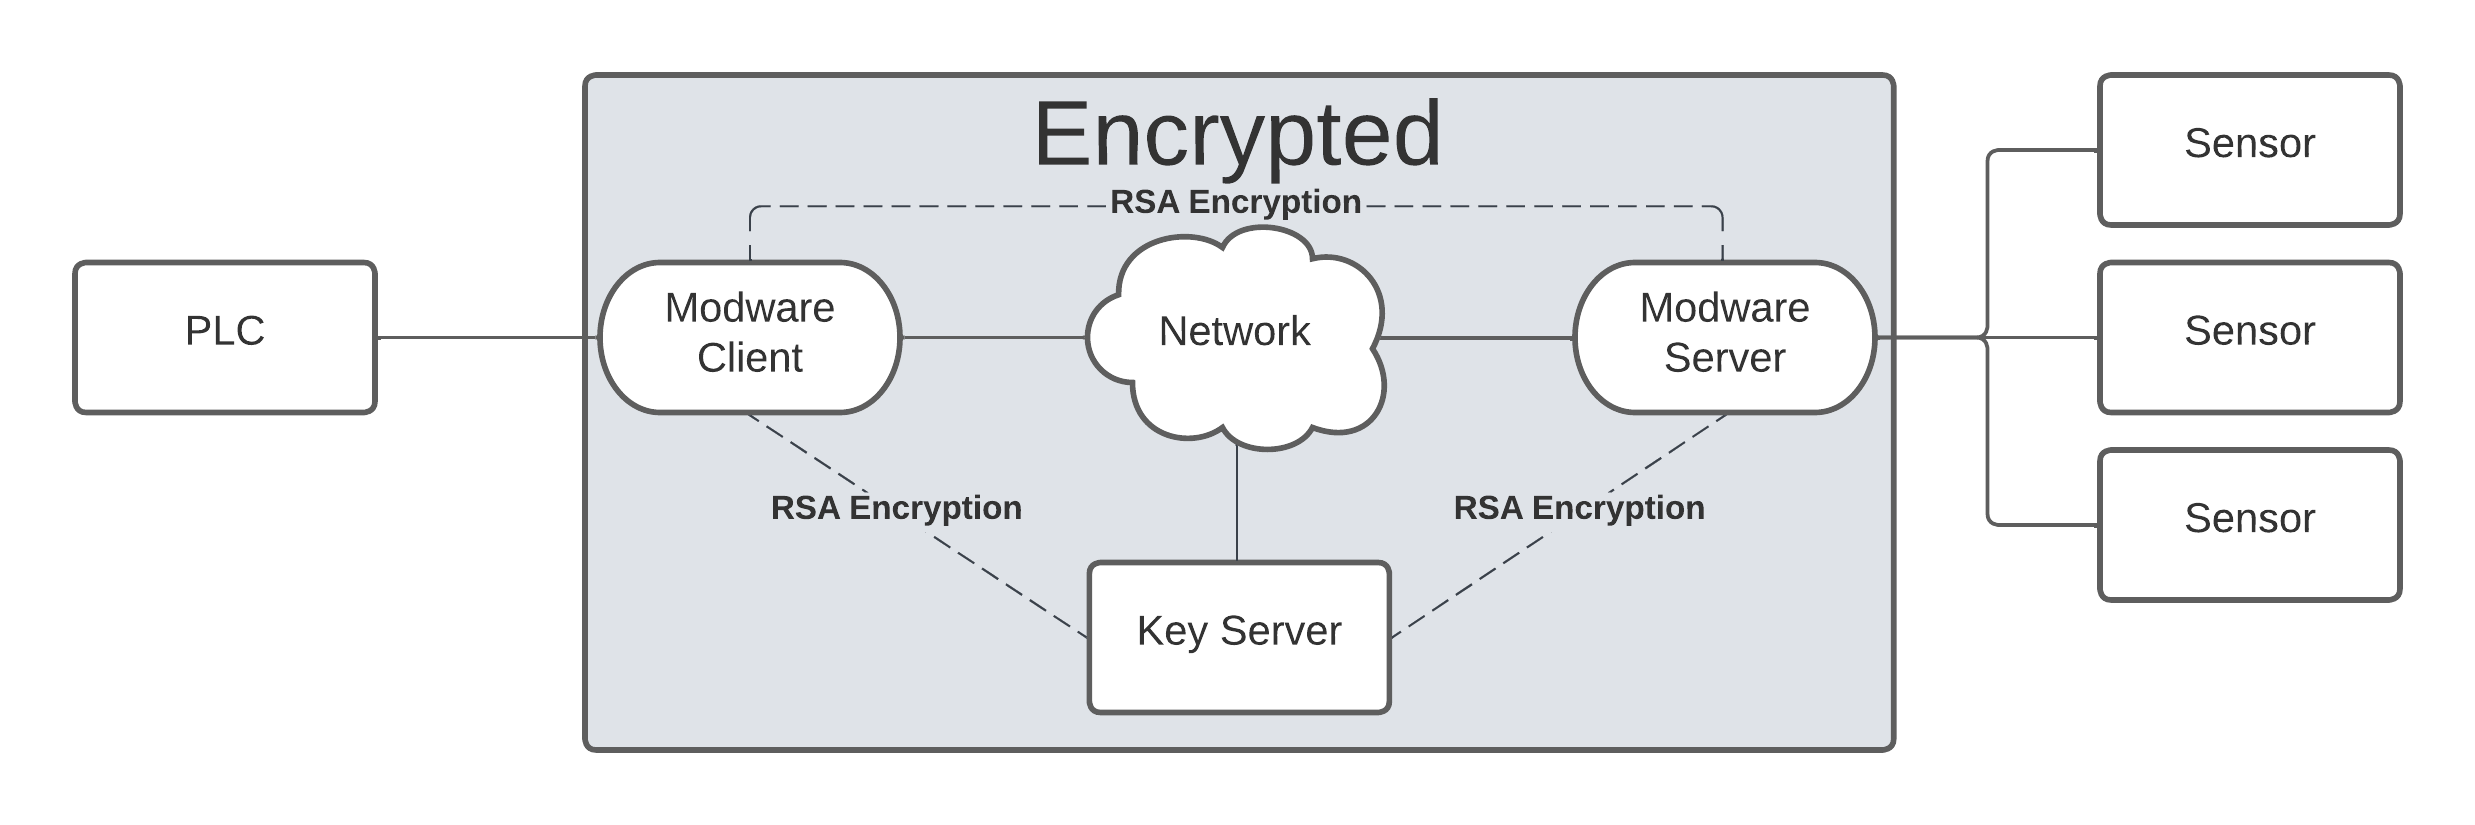 Encrypted
RSA Encryption
PLC
Modware
Client
Network
Modware
Server
Sensor
Sensor
Sensor
RSA Encryption
RSA Encryption
Key Server